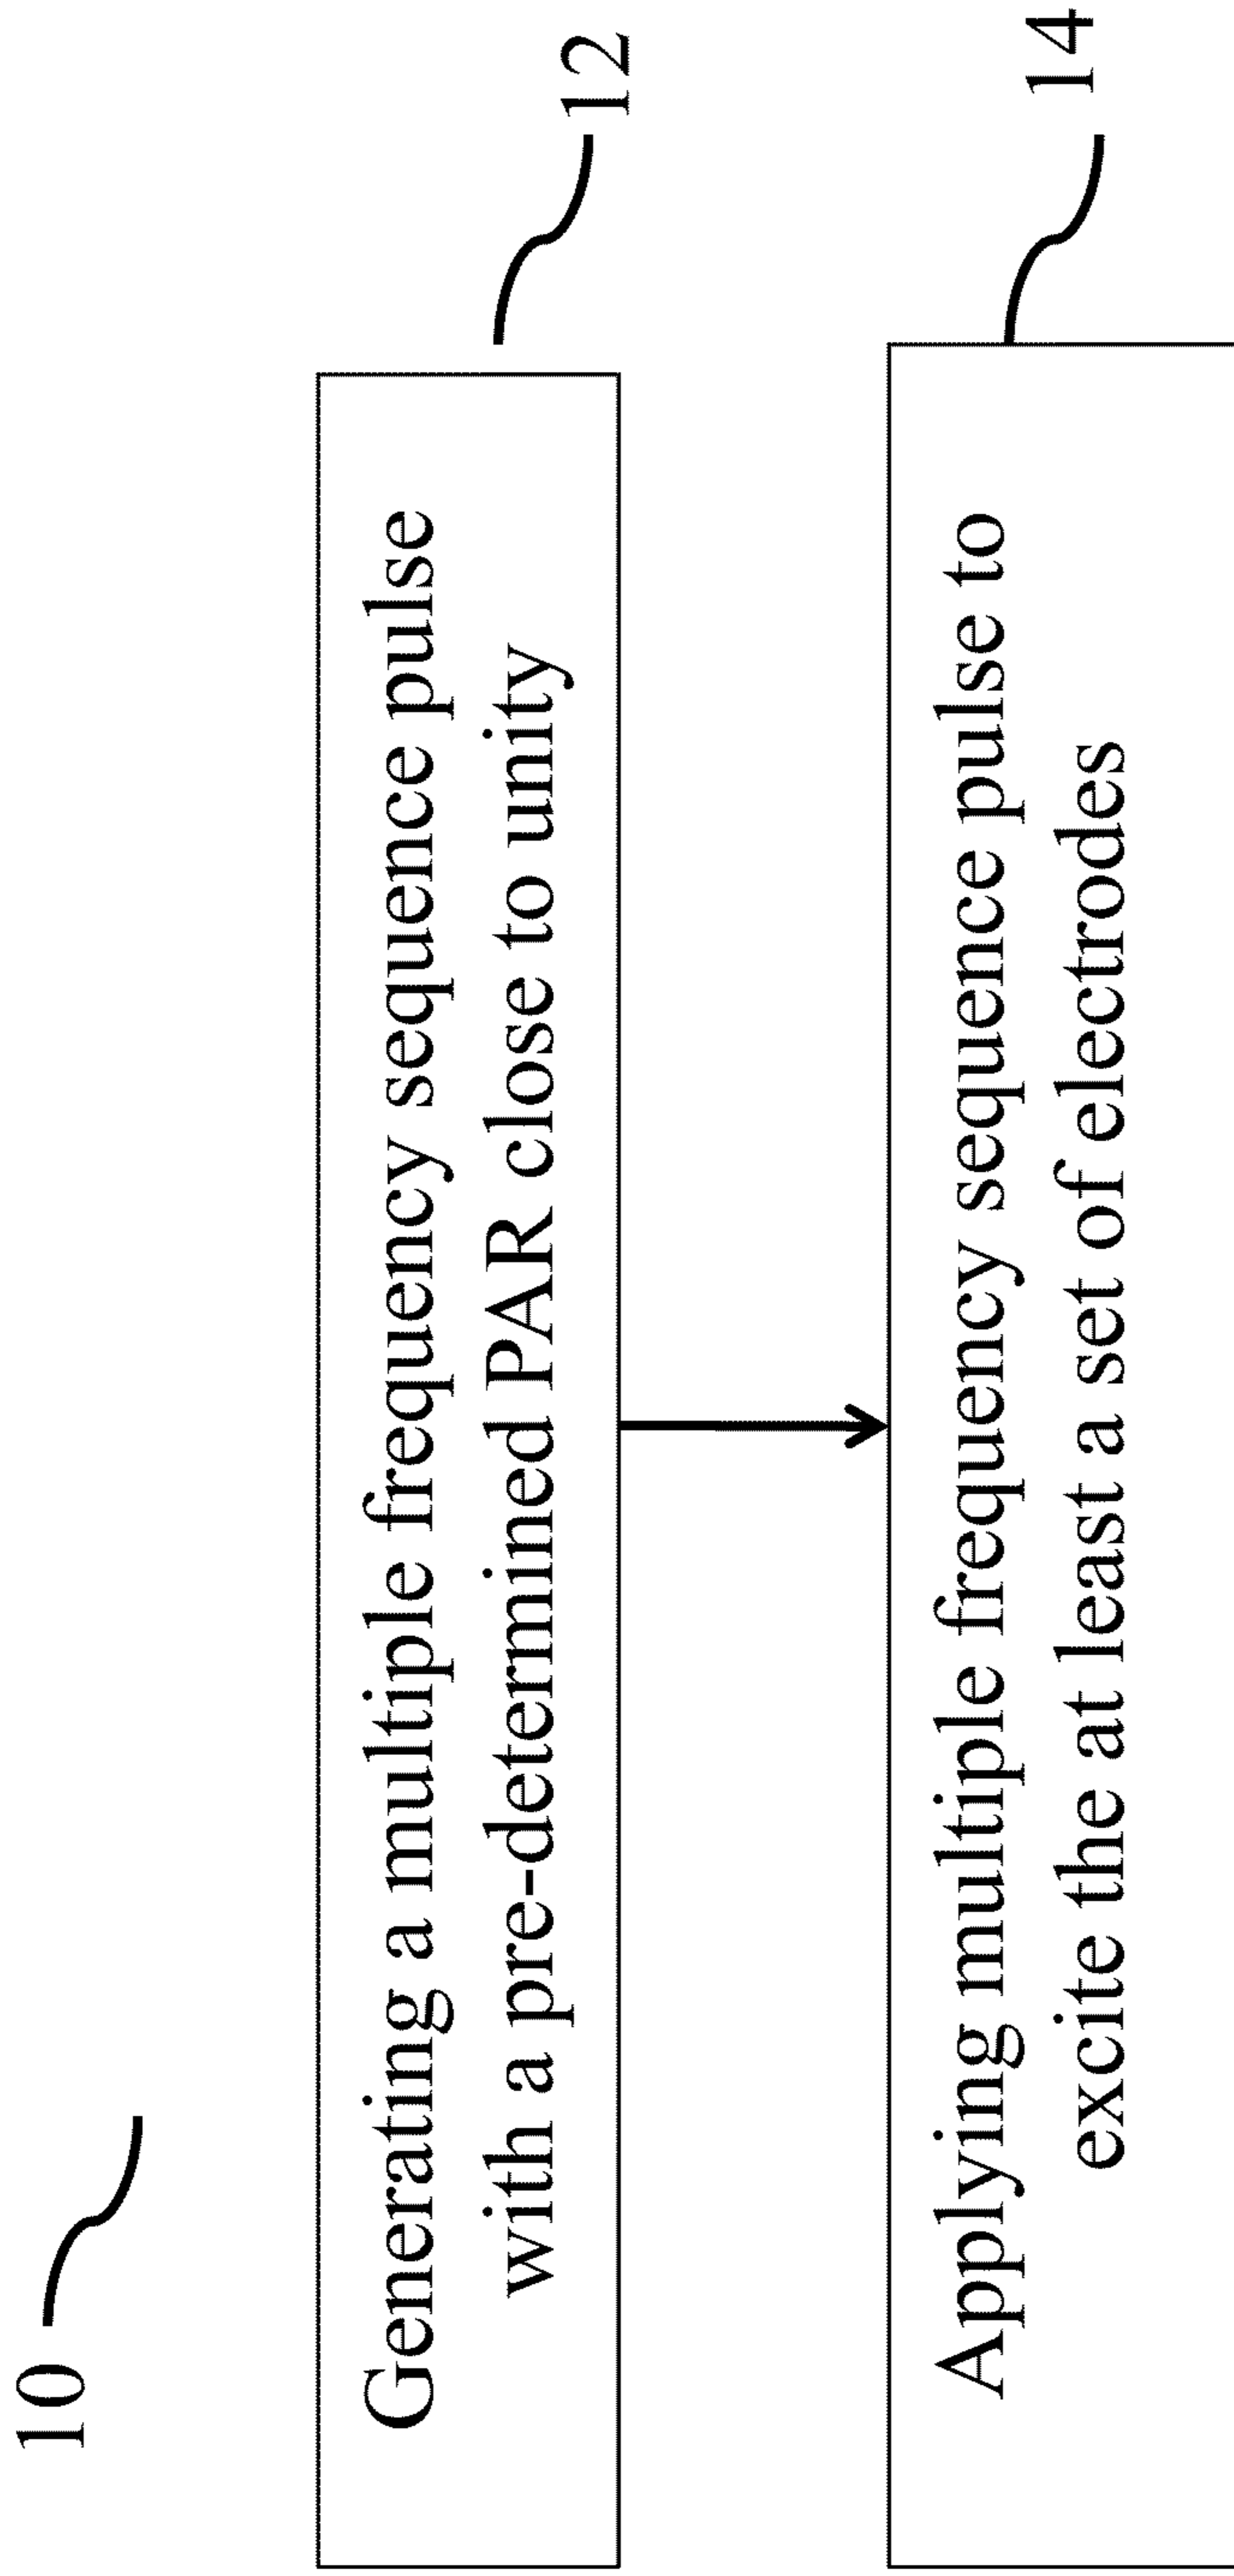 10
Generating a multiple frequency sequence pulse
with a pre-determined PAR close to unity
12
Applying multiple frequency sequence pulse to
excite the at least a set of electrodes
14